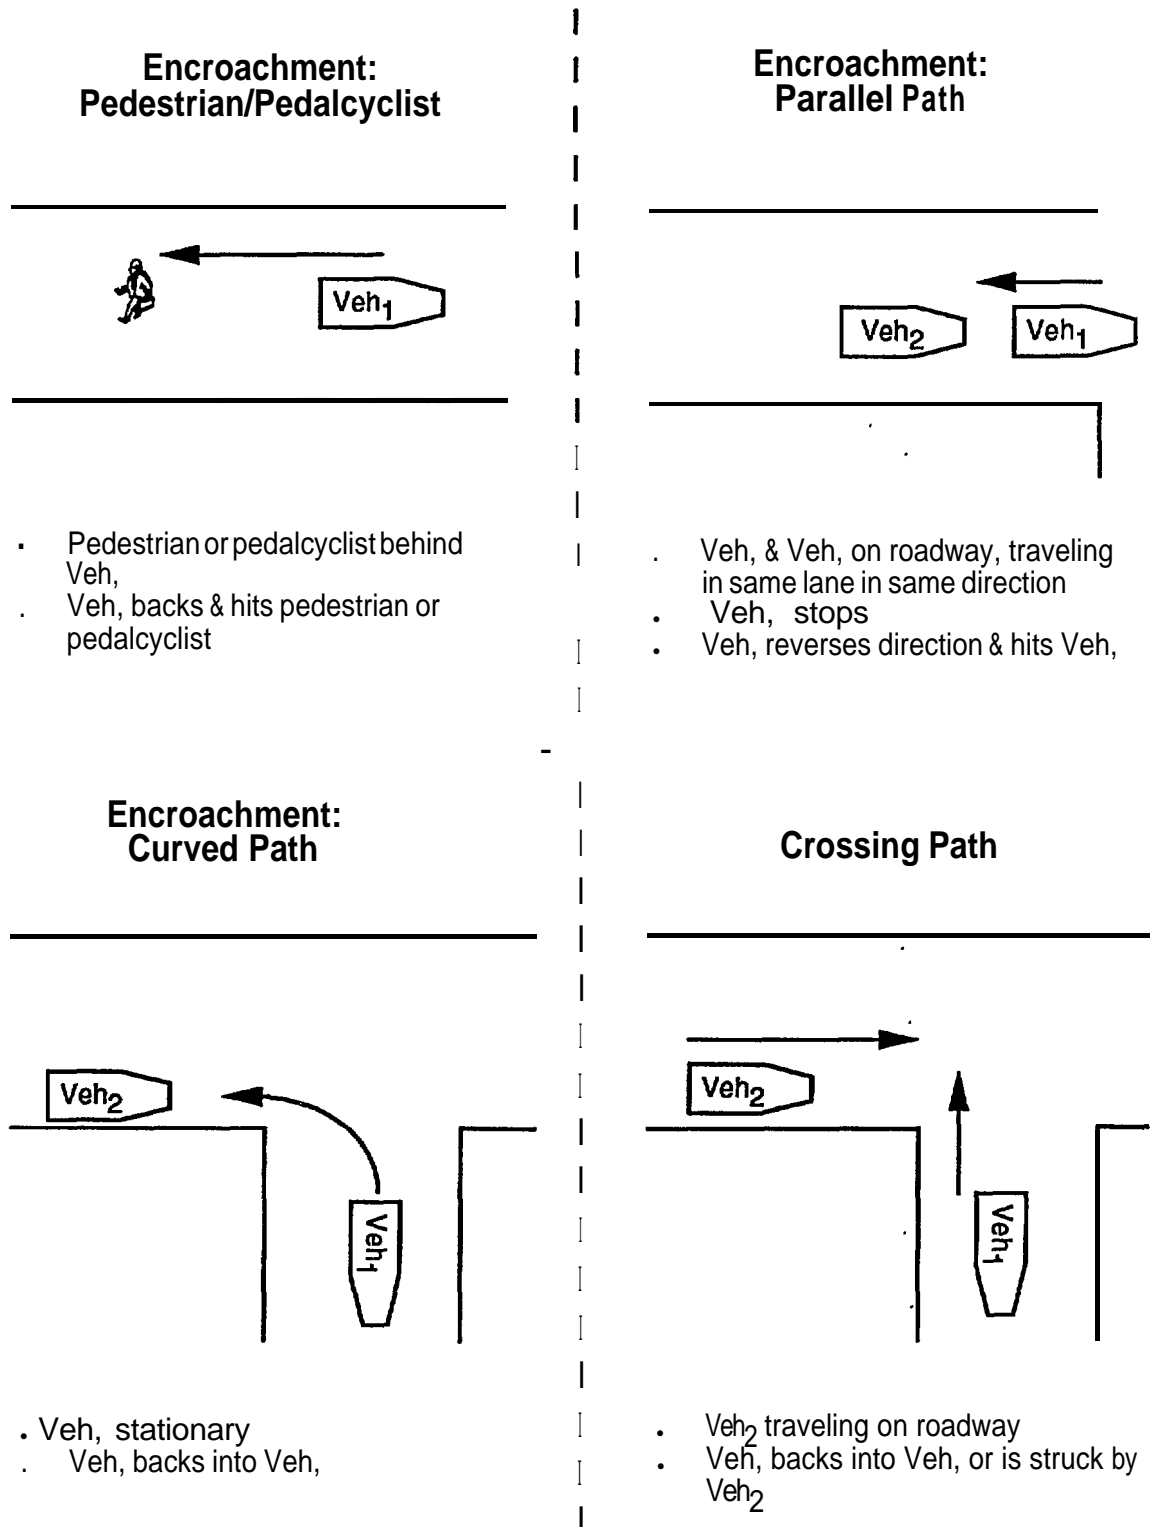 Encroachment:
Pedestrian/Pedalcyclist
Veh1
· Pedestrian or pedalcyclist behind
Veh,
. Veh, backs & hits pedestrian or
pedalcyclist
Encroachment:
Parallel Path
Veh2 Veh1
. Veh, & Veh, on roadway, traveling
in same lane in same direction
. Veh, stops
. Veh, reverses direction & hits Veh,
-
Encroachment:
Curved Path
Veh2
Veh1
. Veh, stationary
. Veh, backs into Veh,
Crossing Path
Veh2
Veh1
. Veh2 traveling on roadway
. Veh, backs into Veh, or is struck by
Veh2